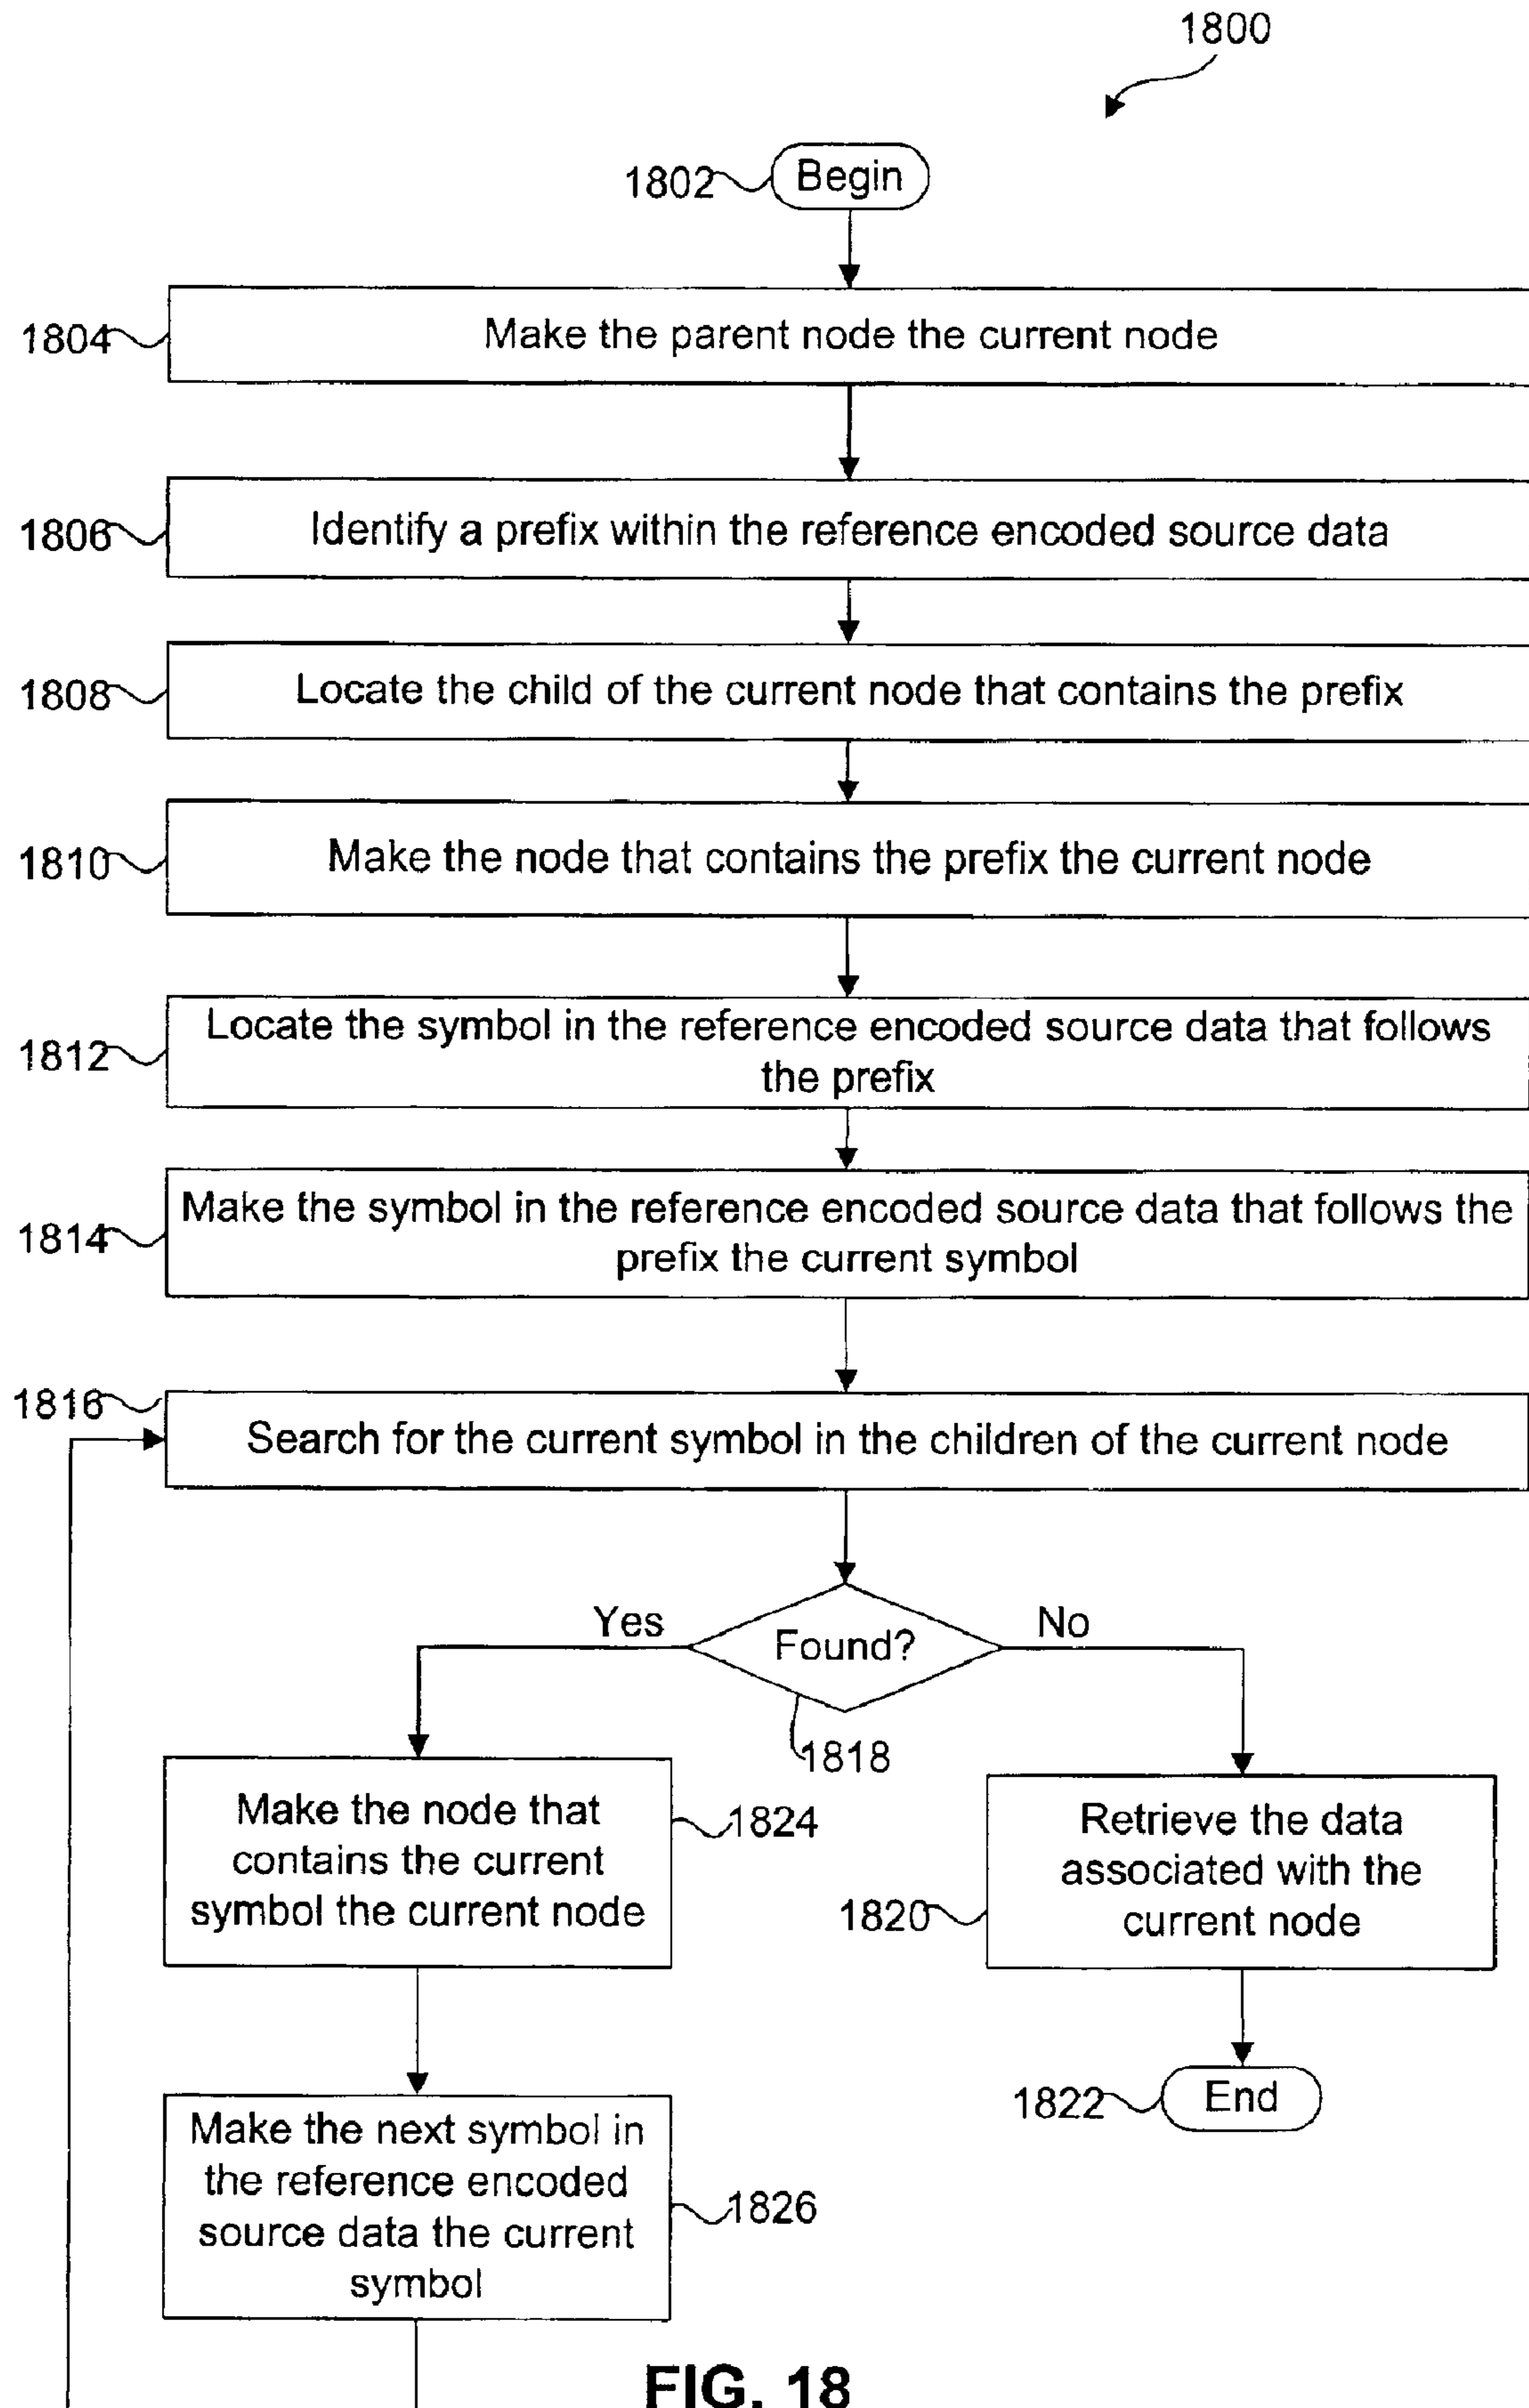 1800
1802
Begin
1804
Make the parent node the current node
1806
Identify a prefix within the reference encoded source data
1808
Locate the child of the current node that contains the prefix
1810
Make the node that contains the prefix the current node
1812
Locate the symbol in the reference encoded source data that follows
the prefix
1814
Make the symbol in the reference encoded source data that follows the
prefix the current symbol
1816
Search for the current symbol in the children of the current node
Yes
Found?
No
1818
Make the node that
contains the current
symbol the current node
1824
Retrieve the data
associated with the
current node
1820
1822
End
Make the next symbol in
the reference encoded
source data the current
symbol
1826
FIG. 18